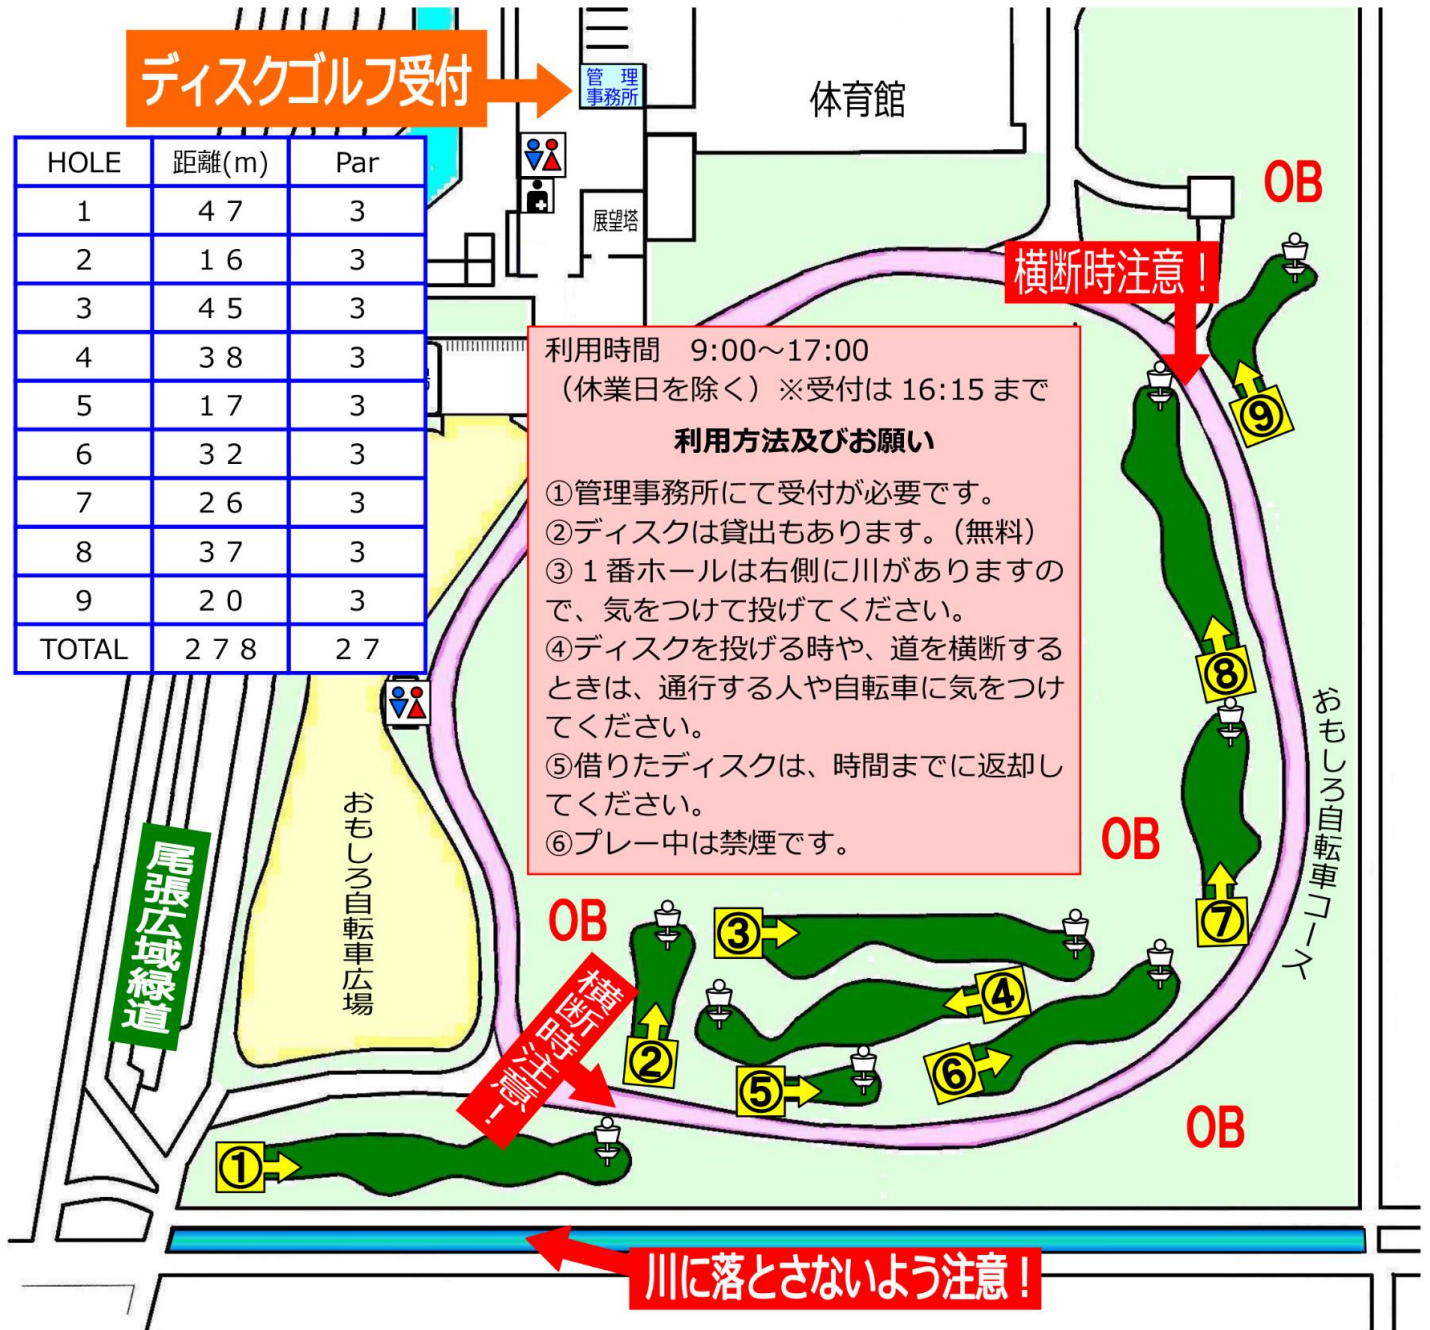 ディスクゴルフ受付
管 理
事務所
体育館
展望塔
OB
横断時注意！
HOLE 距離(m) Par
1 47 3
2 16 3
3 45 3
4 38 3
5 17 3
6 32 3
7 26 3
8 37 3
9 20 3
TOTAL 278 27
利用時間　9:00～17:00
（休業日を除く）※受付は 16:15 まで
利用方法及びお願い
①管理事務所にて受付が必要です。
②ディスクは貸出もあります。（無料）
③１番ホールは右側に川がありますの
で、気をつけて投げてください。
④ディスクを投げる時や、道を横断する
ときは、通行する人や自転車に気をつけ
てください。
⑤借りたディスクは、時間までに返却し
てください。
⑥プレー中は禁煙です。
⑨
⑧
⑦
おもしろ自転車コース
OB
尾張広域緑道
おもしろ自転車広場
OB
横断時注意！
③
④
②
⑤
⑥
OB
①
川に落とさないよう注意！